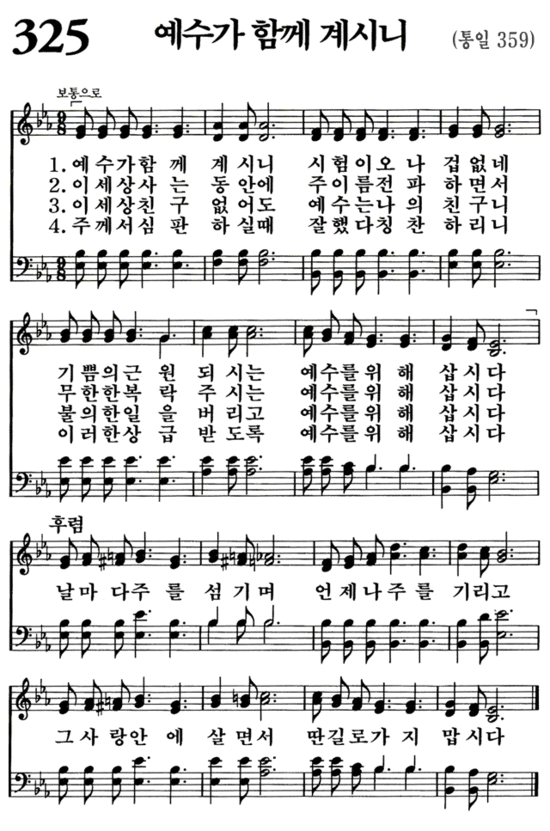 325 예수가 함께 계시니 (통일 359)
보통으로
9/8
1. 예수가함께 계시니 시험이오나 겁없네
2. 이세상사는 동안에 주이름전파 하면서
3. 이세상친구 없어도 예수는나의 친구니
4. 주께서심판 하실때 잘했다칭찬 하리니
기쁨의근원 되시는 예수를위해 삽시다
무한한복락 주시는 예수를위해 삽시다
불의한일을 버리고 예수를위해 삽시다
이러한상급 받도록 예수를위해 삽시다
후렴
날마다주를 섬기며 언제나주를 기리고
그사랑안에 살면서 딴길로가지 맙시다